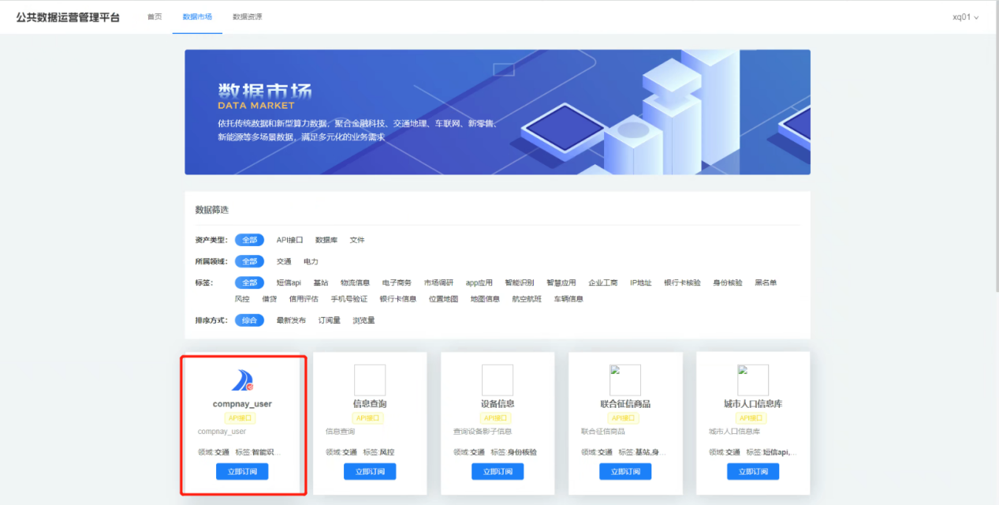 公共数据运营管理平台 首页 数据市场 数据资源 xq01
数据市场
DATA MARKET
依托传统数据和新型算力数据，聚合金融科技、交通地理、车联网、新零售、
新能源等多场景数据，满足多元化的业务需求
数据筛选
资产类型: 全部 API接口 数据库 文件
所属领域: 全部 交通 电力
标签: 全部 短信api 基站 物流信息 电子商务 市场调研 app应用 智能识别 智慧应用 企业工商 IP地址 银行卡核验 身份核验 黑名单
风控 借贷 信用评估 手机号验证 银行卡信息 位置地图 地图信息 航空航班 车辆信息
排序方式: 综合 最新发布 订阅量 浏览量
compnay_user 信息查询 设备信息 联合征信商品 城市人口信息库
API接口 API接口 API接口 API接口 API接口
compnay_user 信息查询 查询设备影子信息 联合征信商品 城市人口信息库
领域:交通 标签:智能识... 领域:交通 标签:风控 领域:交通 标签:身份核验 领域:交通 标签:基站,身... 领域:交通 标签:短信api,...
立即订阅 立即订阅 立即订阅 立即订阅 立即订阅